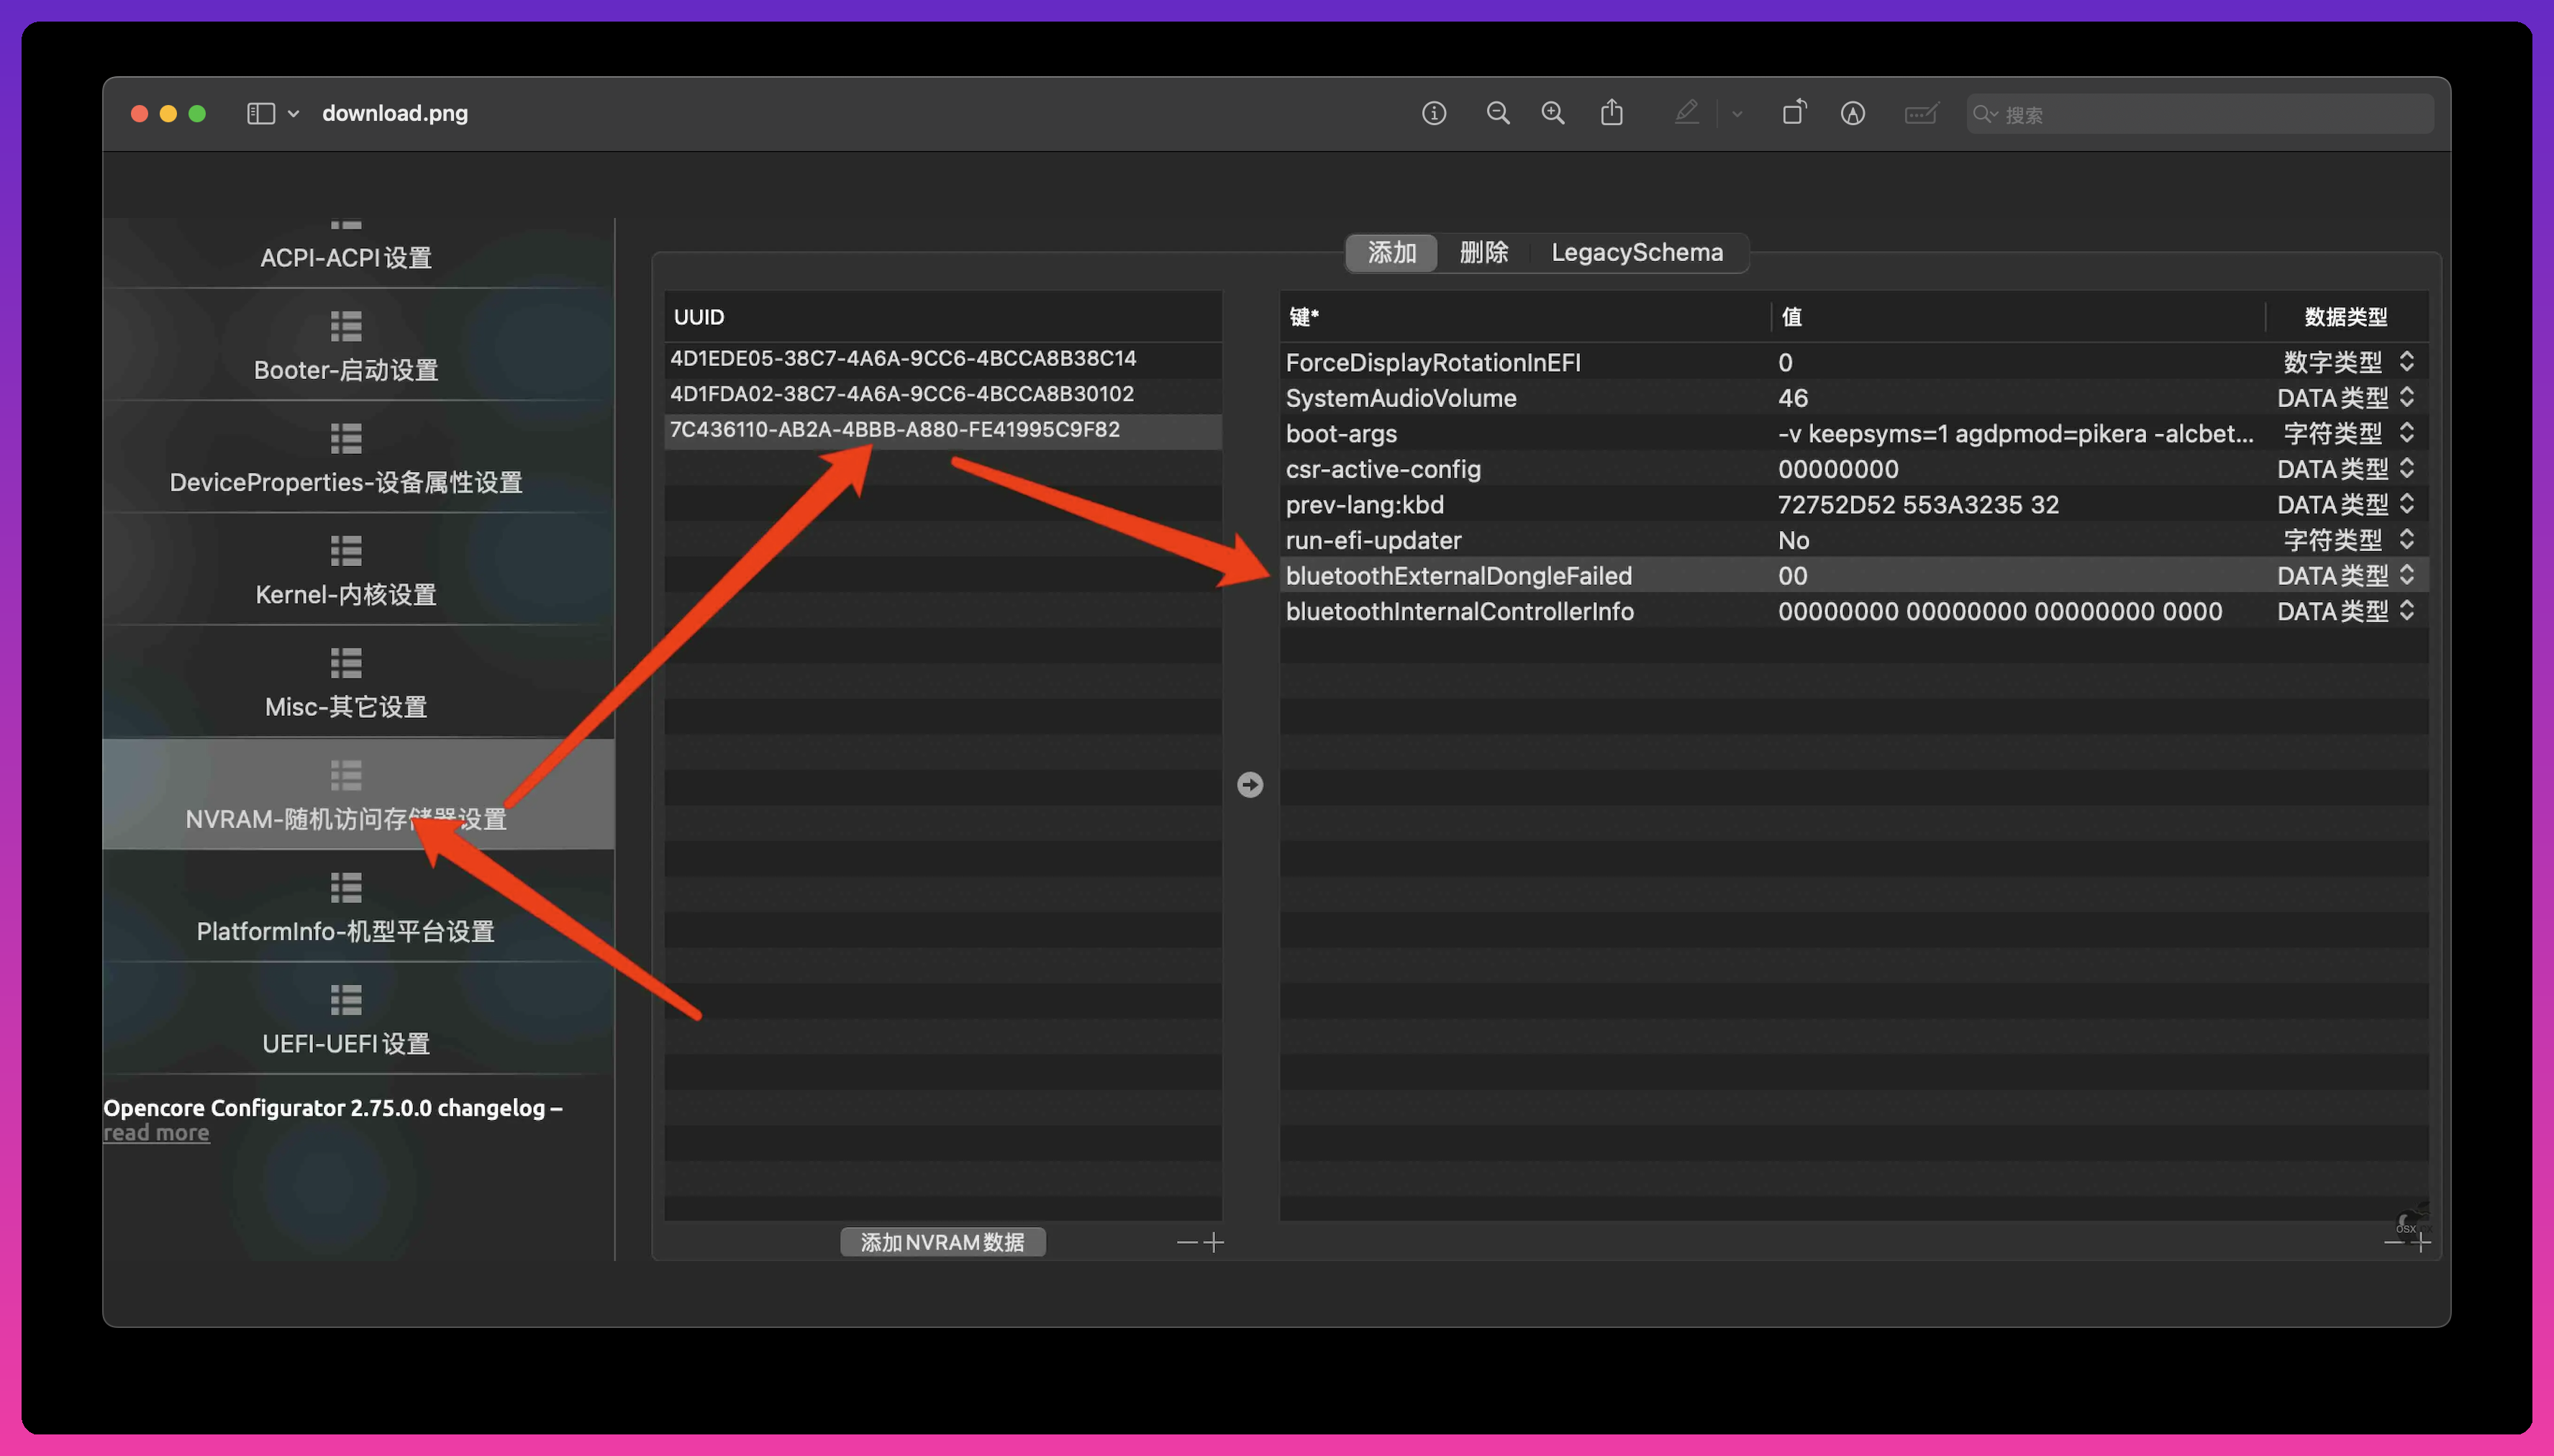 download.png
搜索
ACPI-ACPI设置
Booter-启动设置
DeviceProperties-设备属性设置
Kernel-内核设置
Misc-其它设置
NVRAM-随机访问存储器设置
PlatformInfo-机型平台设置
UEFI-UEFI设置
Opencore Configurator 2.75.0.0 changelog –
read more
添加 删除 LegacySchema
UUID
4D1EDE05-38C7-4A6A-9CC6-4BCCA8B38C14
4D1FDA02-38C7-4A6A-9CC6-4BCCA8B30102
7C436110-AB2A-4BBB-A880-FE41995C9F82
添加NVRAM数据
键* 值 数据类型
ForceDisplayRotationInEFI 0 数字类型
SystemAudioVolume 46 DATA类型
boot-args -v keepsyms=1 agdpmod=pikera -alcbet... 字符类型
csr-active-config 00000000 DATA类型
prev-lang:kbd 72752D52 553A3235 32 DATA类型
run-efi-updater No 字符类型
bluetoothExternalDongleFailed 00 DATA类型
bluetoothInternalControllerInfo 00000000 00000000 00000000 0000 DATA类型